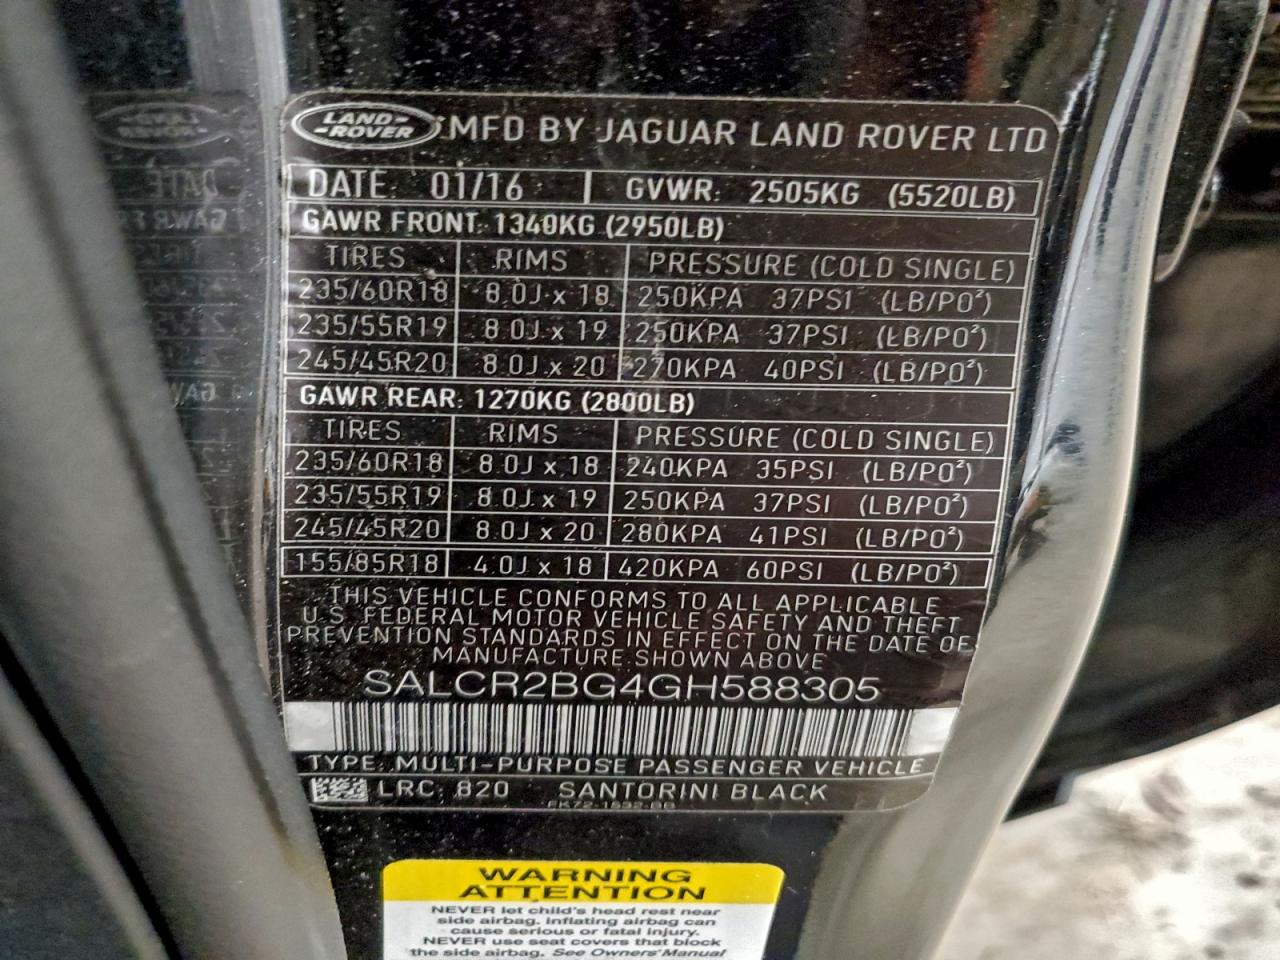 LAND-
-ROVER
MFD BY JAGUAR LAND ROVER LTD
DATE: 01/16 | GVWR: 2505KG (5520LB)
GAWR FRONT: 1340KG (2950LB)
TIRES RIMS PRESSURE (COLD SINGLE)
235/60R18 8.0J x 18 250KPA 37PSI (LB/PO²)
235/55R19 8.0J x 19 250KPA 37PSI (LB/PO²)
245/45R20 8.0J x 20 270KPA 40PSI (LB/PO²)
GAWR REAR: 1270KG (2800LB)
TIRES RIMS PRESSURE (COLD SINGLE)
235/60R18 8.0J x 18 240KPA 35PSI (LB/PO²)
235/55R19 8.0J x 19 250KPA 37PSI (LB/PO²)
245/45R20 8.0J x 20 280KPA 41PSI (LB/PO²)
155/85R18 4.0J x 18 420KPA 60PSI (LB/PO²)
THIS VEHICLE CONFORMS TO ALL APPLICABLE
U.S FEDERAL MOTOR VEHICLE SAFETY AND THEFT
PREVENTION STANDARDS IN EFFECT ON THE DATE OF
MANUFACTURE SHOWN ABOVE
SALCR2BG4GH588305
TYPE: MULTI-PURPOSE PASSENGER VEHICLE
LRC: 820 SANTORINI BLACK
WARNING
ATTENTION
NEVER let child's head rest near
side airbag. Inflating airbag can
cause serious or fatal injury.
NEVER use seat covers that block
the side airbag. See Owners' Manual